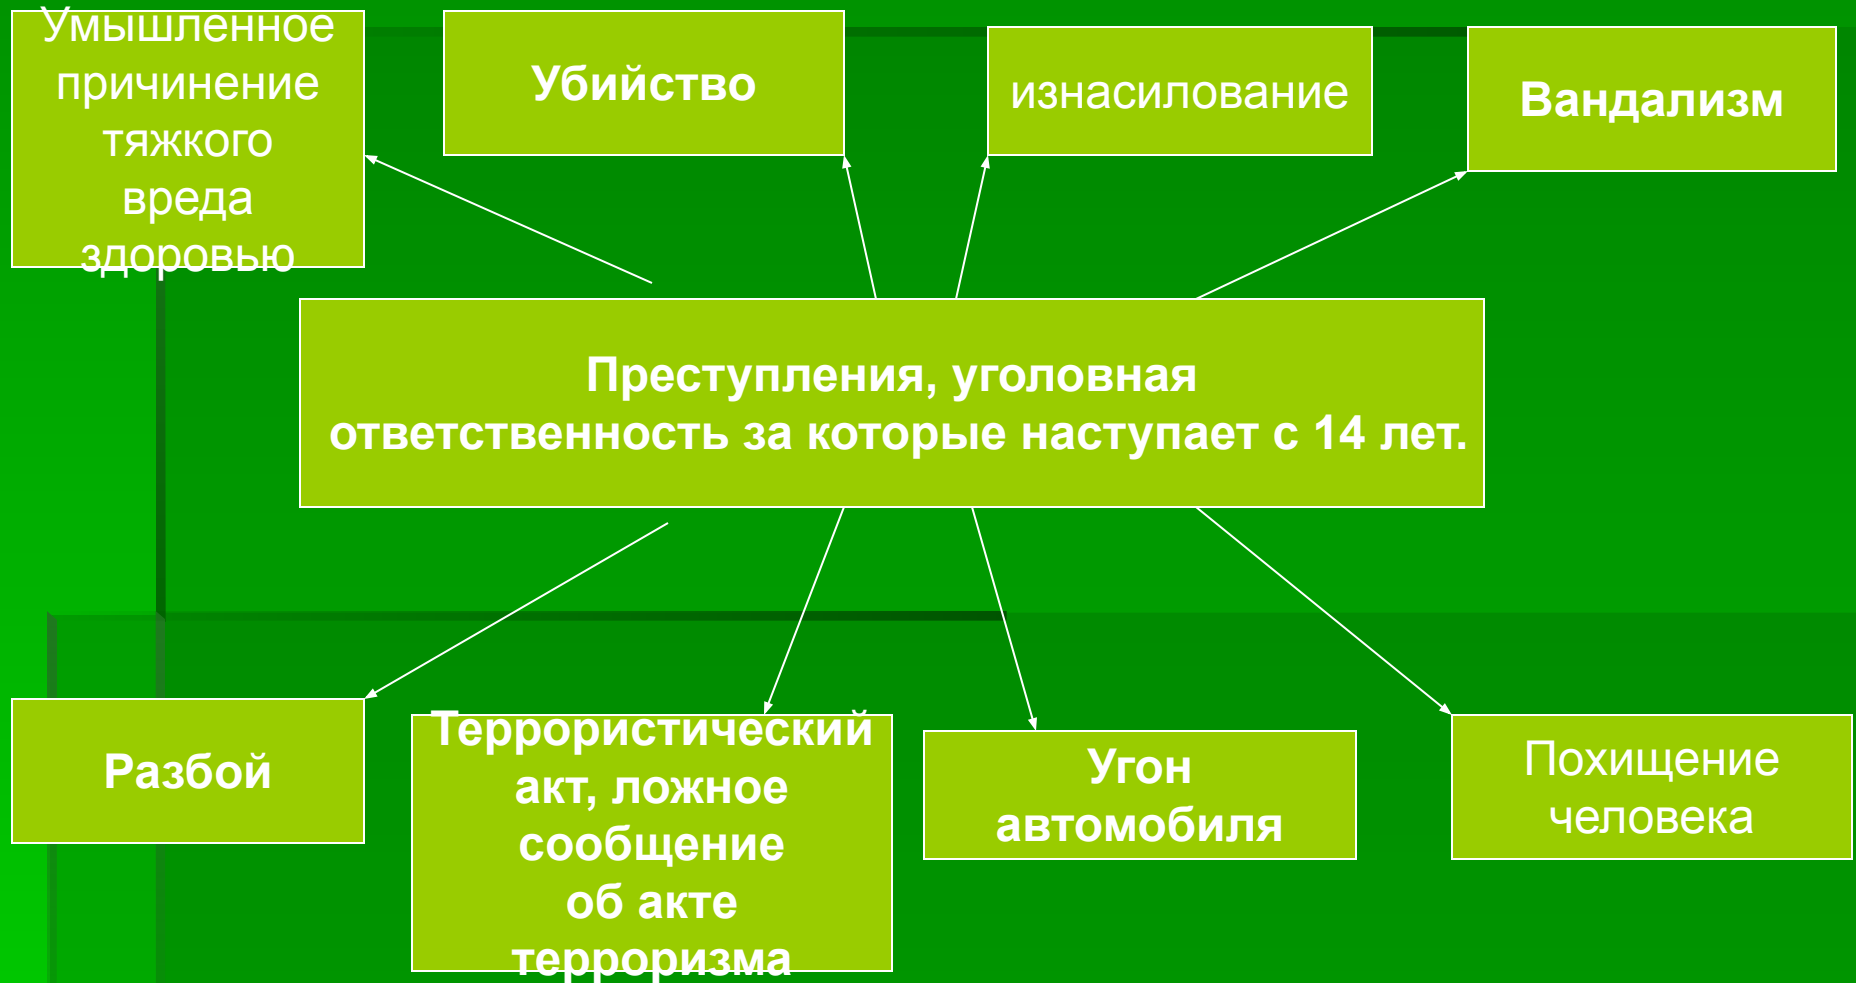 Умышленное
причинение
тяжкого
вреда
здоровью
Убийство
изнасилование
Вандализм
Преступления, уголовная
ответственность за которые наступает с 14 лет.
Разбой
Террористический
акт, ложное
сообщение
об акте
терроризма
Угон
автомобиля
Похищение
человека